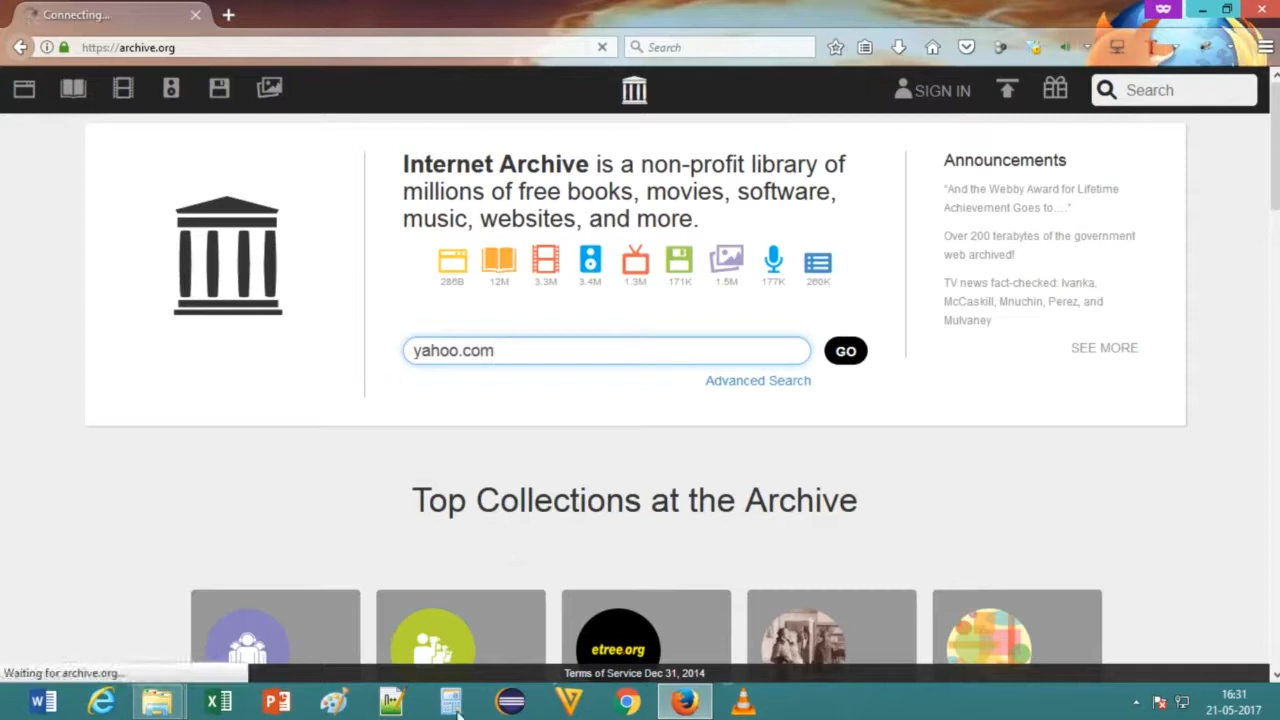 Connecting...
https://archive.org
Search
SIGN IN
Search
Internet Archive is a non-profit library of
millions of free books, movies, software,
music, websites, and more.
286B 12M 3.3M 3.4M 1.3M 171K 1.5M 177K 260K
yahoo.com
GO
Advanced Search
Announcements
“And the Webby Award for Lifetime
Achievement Goes to….”
Over 200 terabytes of the government
web archived!
TV news fact-checked: Ivanka,
McCaskill, Mnuchin, Perez, and
Mulvaney
SEE MORE
Top Collections at the Archive
etree.org
Waiting for archive.org...
Terms of Service Dec 31, 2014
16:31
21-05-2017